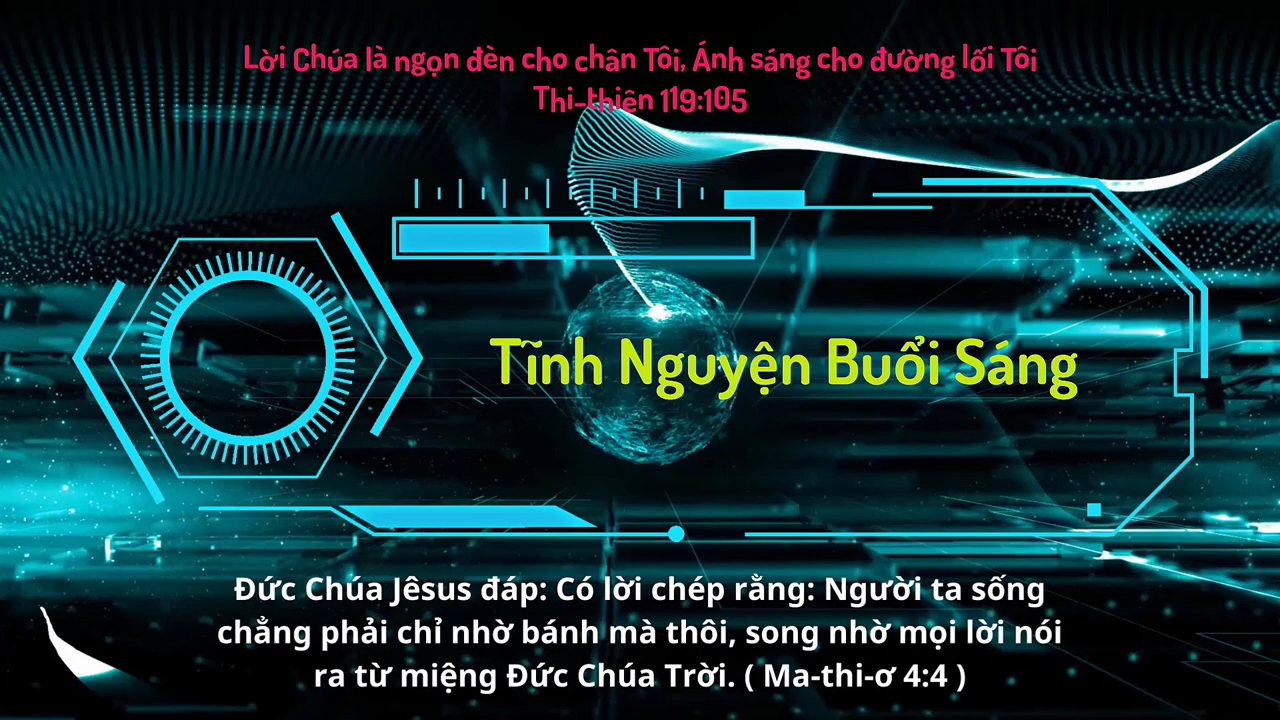 Lời Chúa là ngọn đèn cho chân Tôi, Ánh sáng cho đường lối Tôi
Thi-thiên 119:105
Tĩnh Nguyện Buổi Sáng
Đức Chúa Jêsus đáp: Có lời chép rằng: Người ta sống
chẳng phải chỉ nhờ bánh mà thôi, song nhờ mọi lời nói
ra từ miệng Đức Chúa Trời. ( Ma-thi-ơ 4:4 )